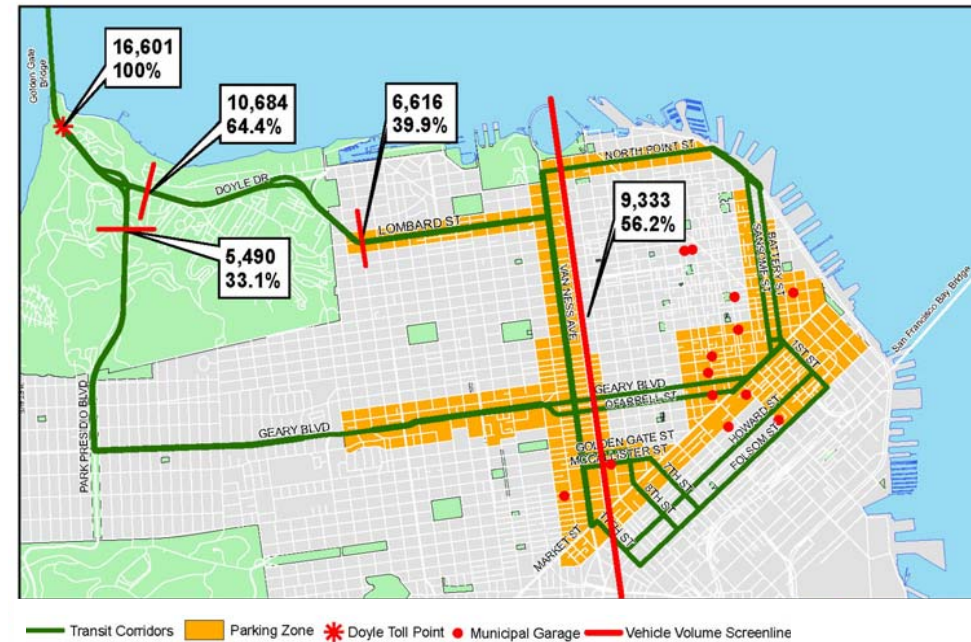 Golden Gate
Bridge
16,601
100%
10,684
64.4%
6,616
39.9%
9,333
56.2%
5,490
33.1%
DOYLE DR
LOMBARD ST
NORTH POINT ST
VAN NESS AVE
SANSOME ST
BATTERY ST
San Francisco Bay Bridge
1ST ST
PARK PRESIDIO BLVD
GEARY BLVD
GEARY BLVD
OFARRELL ST
GOLDEN GATE ST
MCCALLISTER ST
HOWARD ST
FOLSOM ST
7TH ST
8TH ST
11TH ST
MARKET ST
Transit Corridors
Parking Zone
Doyle Toll Point
Municipal Garage
Vehicle Volume Screenline